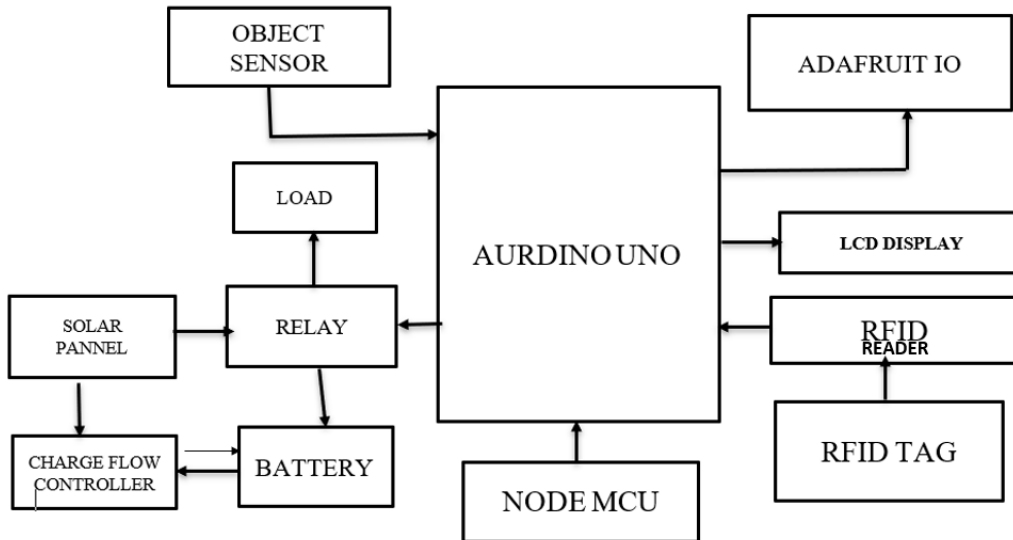 OBJECT
SENSOR
ADAFRUIT IO
LOAD
AURDINO UNO
LCD DISPLAY
SOLAR
PANNEL
RELAY
RFID
READER
CHARGE FLOW
CONTROLLER
BATTERY
NODE MCU
RFID TAG